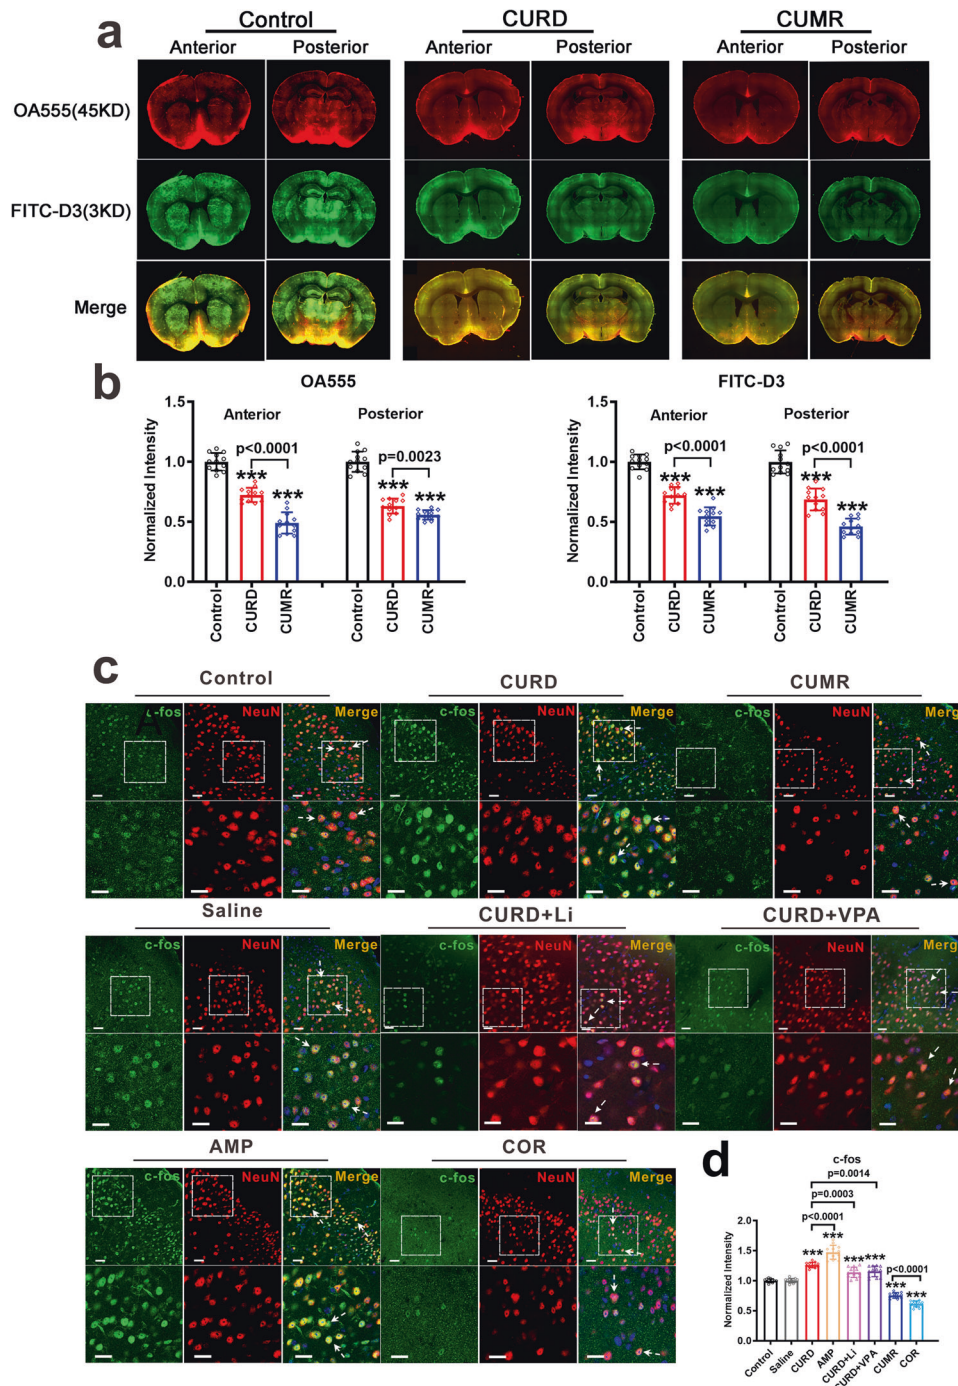 a
Control CURD CUMR
Anterior Posterior Anterior Posterior Anterior Posterior
OA555(45KD)
FITC-D3(3KD)
Merge
b
OA555
Normalized Intensity
1.5
1.0
0.5
0.0
Anterior Posterior
p<0.0001
p=0.0023
*** *** *** ***
Control CURD CUMR Control CURD CUMR
FITC-D3
Normalized Intensity
1.5
1.0
0.5
0.0
Anterior Posterior
p<0.0001 p<0.0001
*** *** *** ***
Control CURD CUMR Control CURD CUMR
c
Control CURD CUMR
c-fos NeuN Merge c-fos NeuN Merge c-fos NeuN Merg
Saline CURD+Li CURD+VPA
c-fos NeuN Merge c-fos NeuN Merge c-fos NeuN Merg
AMP COR
c-fos NeuN Merge c-fos NeuN Merge
d
c-fos
p=0.0014
p=0.0003
p<0.0001
p<0.0001
*** *** *** *** *** ***
Normalized Intensity
2.0
1.5
1.0
0.5
0.0
Control Saline CURD AMP CURD+Li CURD+VPA CUMR COR